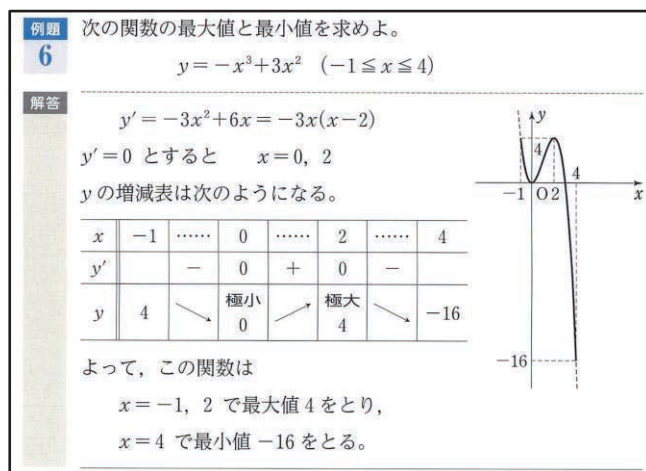 例題 6
次の関数の最大値と最小値を求めよ。
y=−x³+3x² (−1≦x≦4)
解答
y′=−3x²+6x=−3x(x−2)
y′=0 とすると x=0, 2
yの増減表は次のようになる。
x −1 …… 0 …… 2 …… 4
y′ − 0 + 0 −
y 4 ↘ 極小 0 ↗ 極大 4 ↘ −16
よって，この関数は
x=−1, 2 で最大値 4 をとり，
x=4 で最小値 −16 をとる。
y
4
4
−1 O 2 x
−16